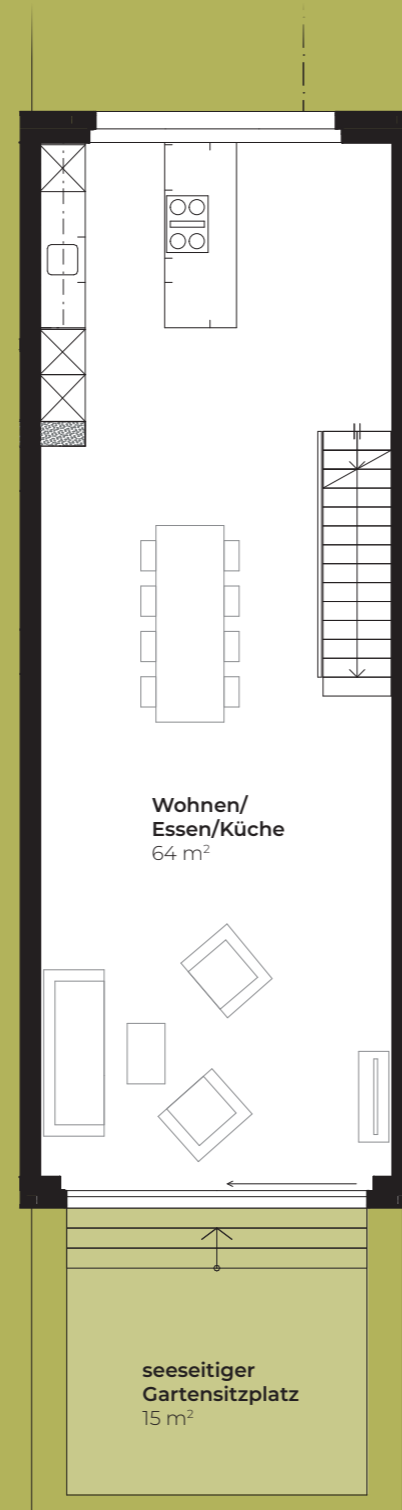 Wohnen/
Essen/Küche
64 m²
seeseitiger
Gartensitzplatz
15 m²